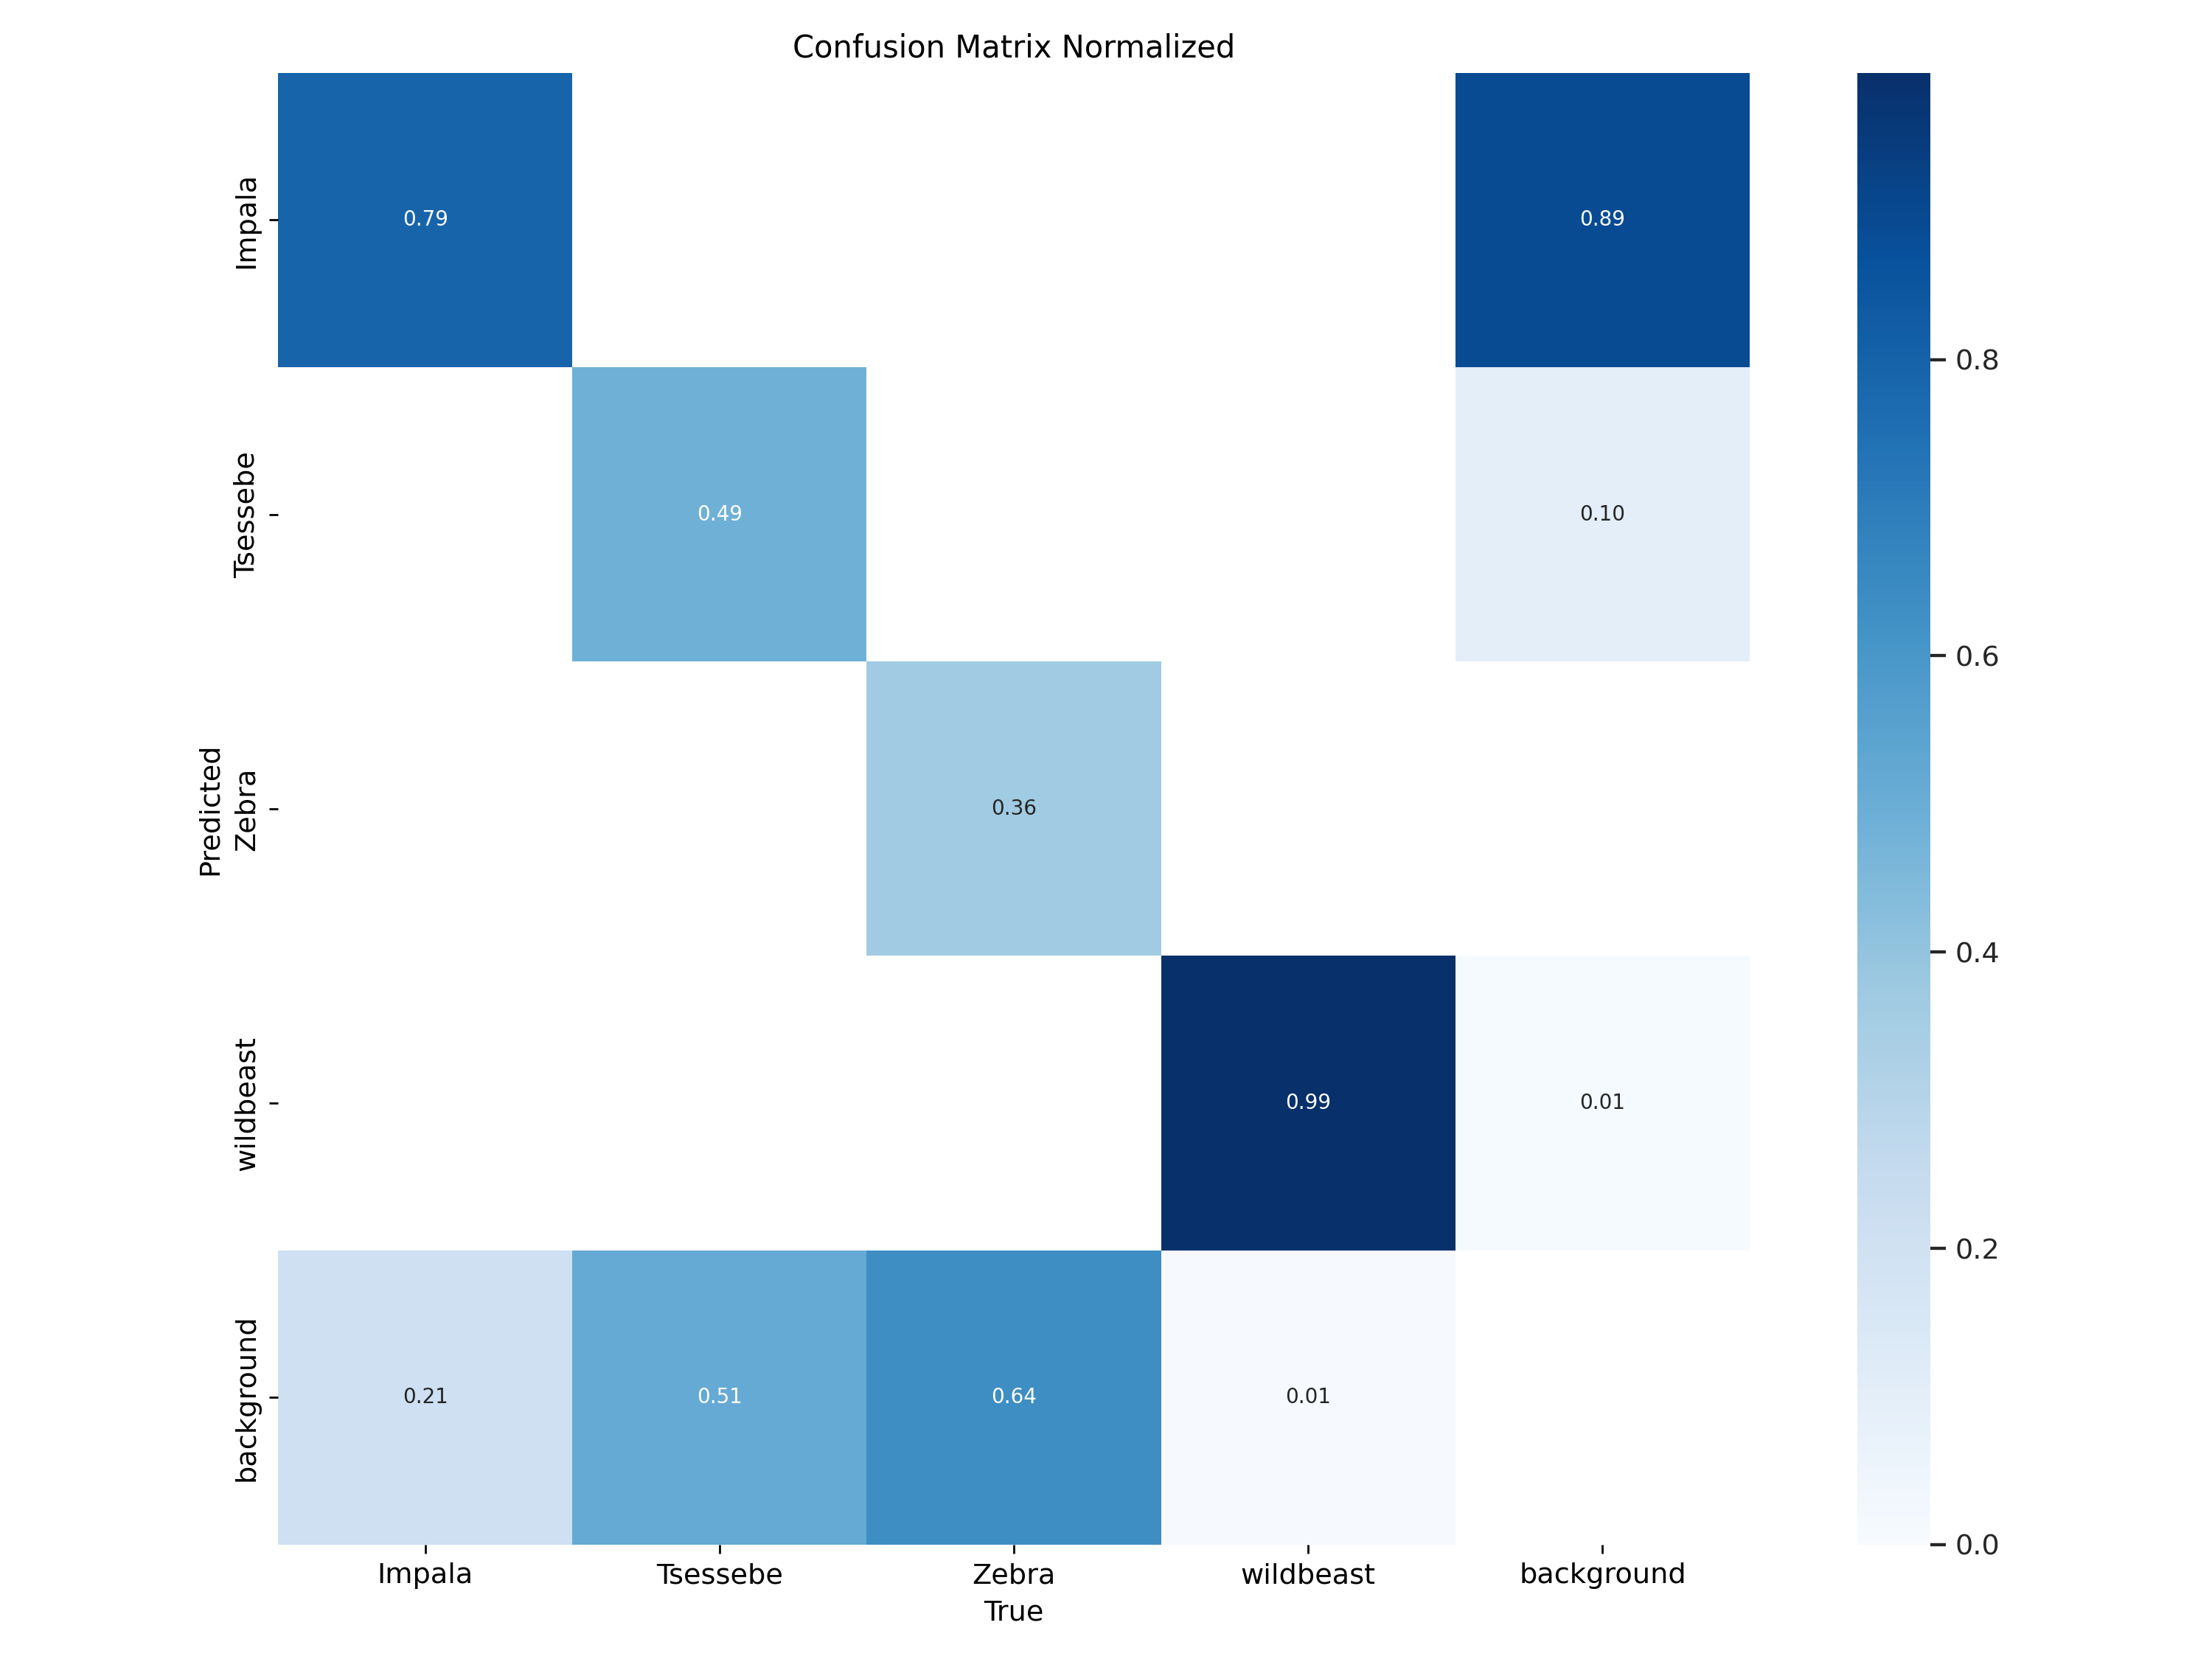 Confusion Matrix Normalized
Impala
0.79
0.89
0.8
Tsessebe
0.49
0.10
0.6
Predicted
Zebra
0.36
0.4
wildbeast
0.99
0.01
0.2
background
0.21
0.51
0.64
0.01
0.0
Impala
Tsessebe
Zebra
wildbeast
background
True